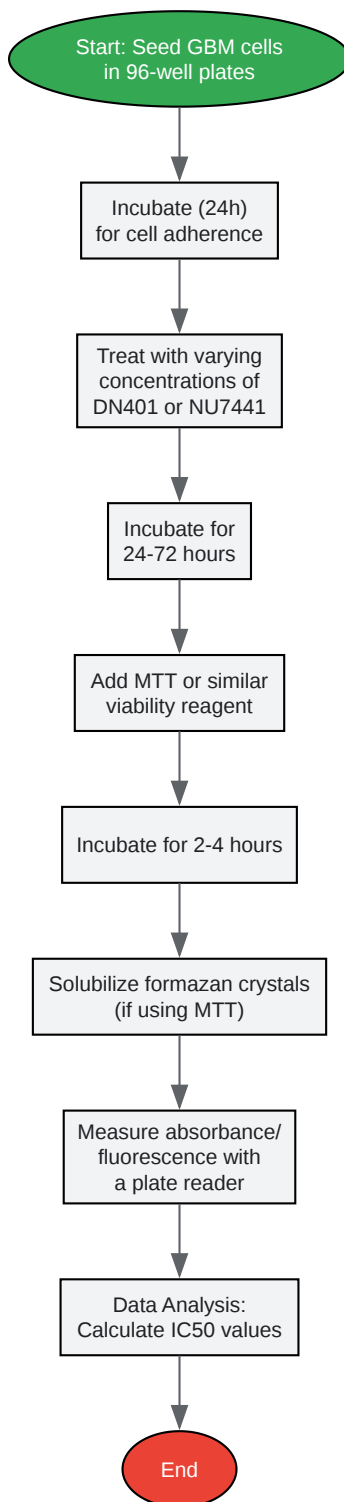 Start: Seed GBM cells
in 96-well plates
Incubate (24h)
for cell adherence
Treat with varying
concentrations of
DN401 or NU7441
Incubate for
24-72 hours
Add MTT or similar
viability reagent
Incubate for 2-4 hours
Solubilize formazan crystals
(if using MTT)
Measure absorbance/
fluorescence with
a plate reader
Data Analysis:
Calculate IC50 values
End